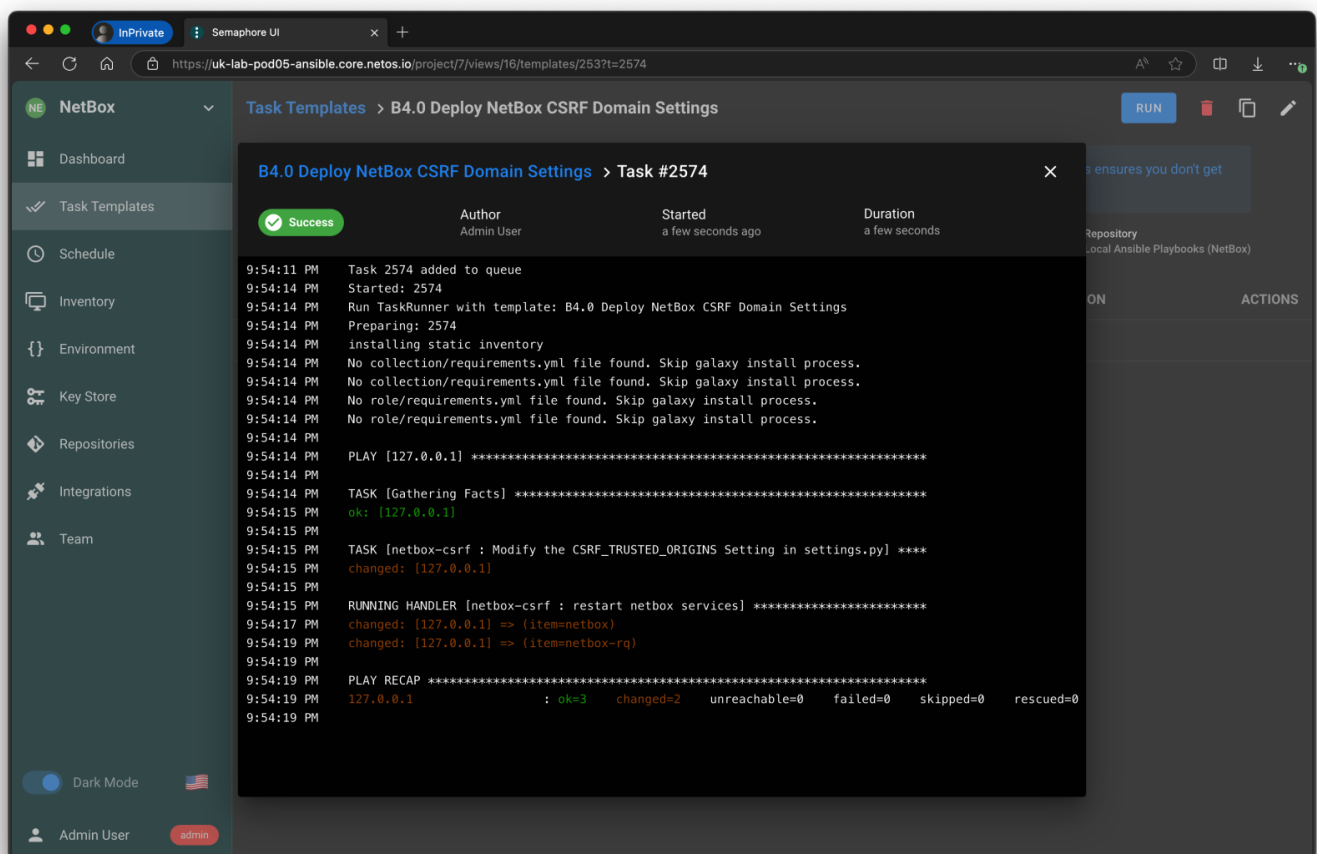 InPrivate
Semaphore UI
https://uk-lab-pod05-ansible.core.netos.io/project/7/views/16/templates/253?t=2574
NE NetBox
Task Templates > B4.0 Deploy NetBox CSRF Domain Settings
RUN
Dashboard
Task Templates
Schedule
Inventory
Environment
Key Store
Repositories
Integrations
Team
Dark Mode
Admin User admin
s ensures you don't get
Repository
Local Ansible Playbooks (NetBox)
ON ACTIONS
B4.0 Deploy NetBox CSRF Domain Settings > Task #2574
Success
Author
Admin User
Started
a few seconds ago
Duration
a few seconds
9:54:11 PM Task 2574 added to queue
9:54:14 PM Started: 2574
9:54:14 PM Run TaskRunner with template: B4.0 Deploy NetBox CSRF Domain Settings
9:54:14 PM Preparing: 2574
9:54:14 PM installing static inventory
9:54:14 PM No collection/requirements.yml file found. Skip galaxy install process.
9:54:14 PM No collection/requirements.yml file found. Skip galaxy install process.
9:54:14 PM No role/requirements.yml file found. Skip galaxy install process.
9:54:14 PM No role/requirements.yml file found. Skip galaxy install process.
9:54:14 PM
9:54:14 PM PLAY [127.0.0.1] ***************************************************************
9:54:14 PM
9:54:14 PM TASK [Gathering Facts] *********************************************************
9:54:15 PM ok: [127.0.0.1]
9:54:15 PM
9:54:15 PM TASK [netbox-csrf : Modify the CSRF_TRUSTED_ORIGINS Setting in settings.py] ****
9:54:15 PM changed: [127.0.0.1]
9:54:15 PM
9:54:15 PM RUNNING HANDLER [netbox-csrf : restart netbox services] ************************
9:54:17 PM changed: [127.0.0.1] => (item=netbox)
9:54:19 PM changed: [127.0.0.1] => (item=netbox-rq)
9:54:19 PM
9:54:19 PM PLAY RECAP *********************************************************************
9:54:19 PM 127.0.0.1 : ok=3 changed=2 unreachable=0 failed=0 skipped=0 rescued=0
9:54:19 PM